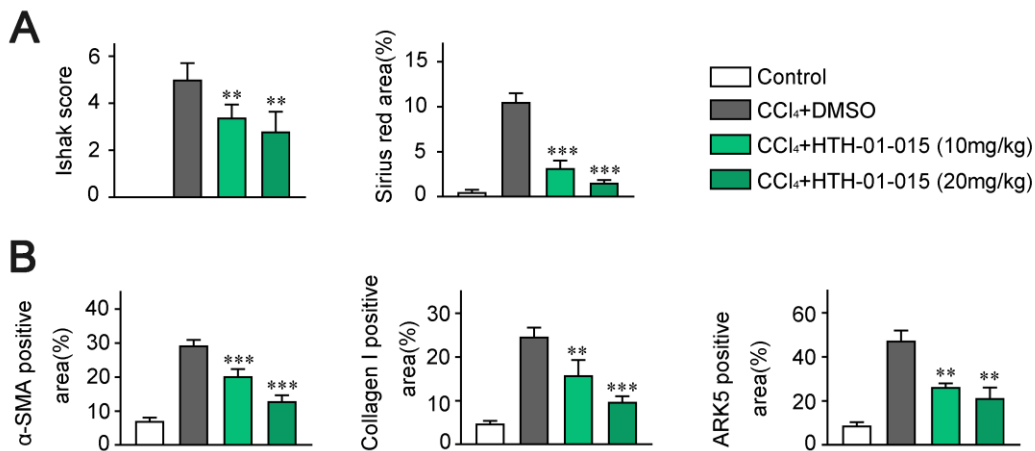 A
Ishak score
6
4
2
0
**
**
Sirius red area(%)
15
10
5
0
***
***
Control
CCl₄+DMSO
CCl₄+HTH-01-015 (10mg/kg)
CCl₄+HTH-01-015 (20mg/kg)
B
α-SMA positive
area(%)
40
30
20
10
0
***
***
Collagen I positive
area(%)
30
20
10
0
**
***
ARK5 positive
area(%)
60
40
20
0
**
**